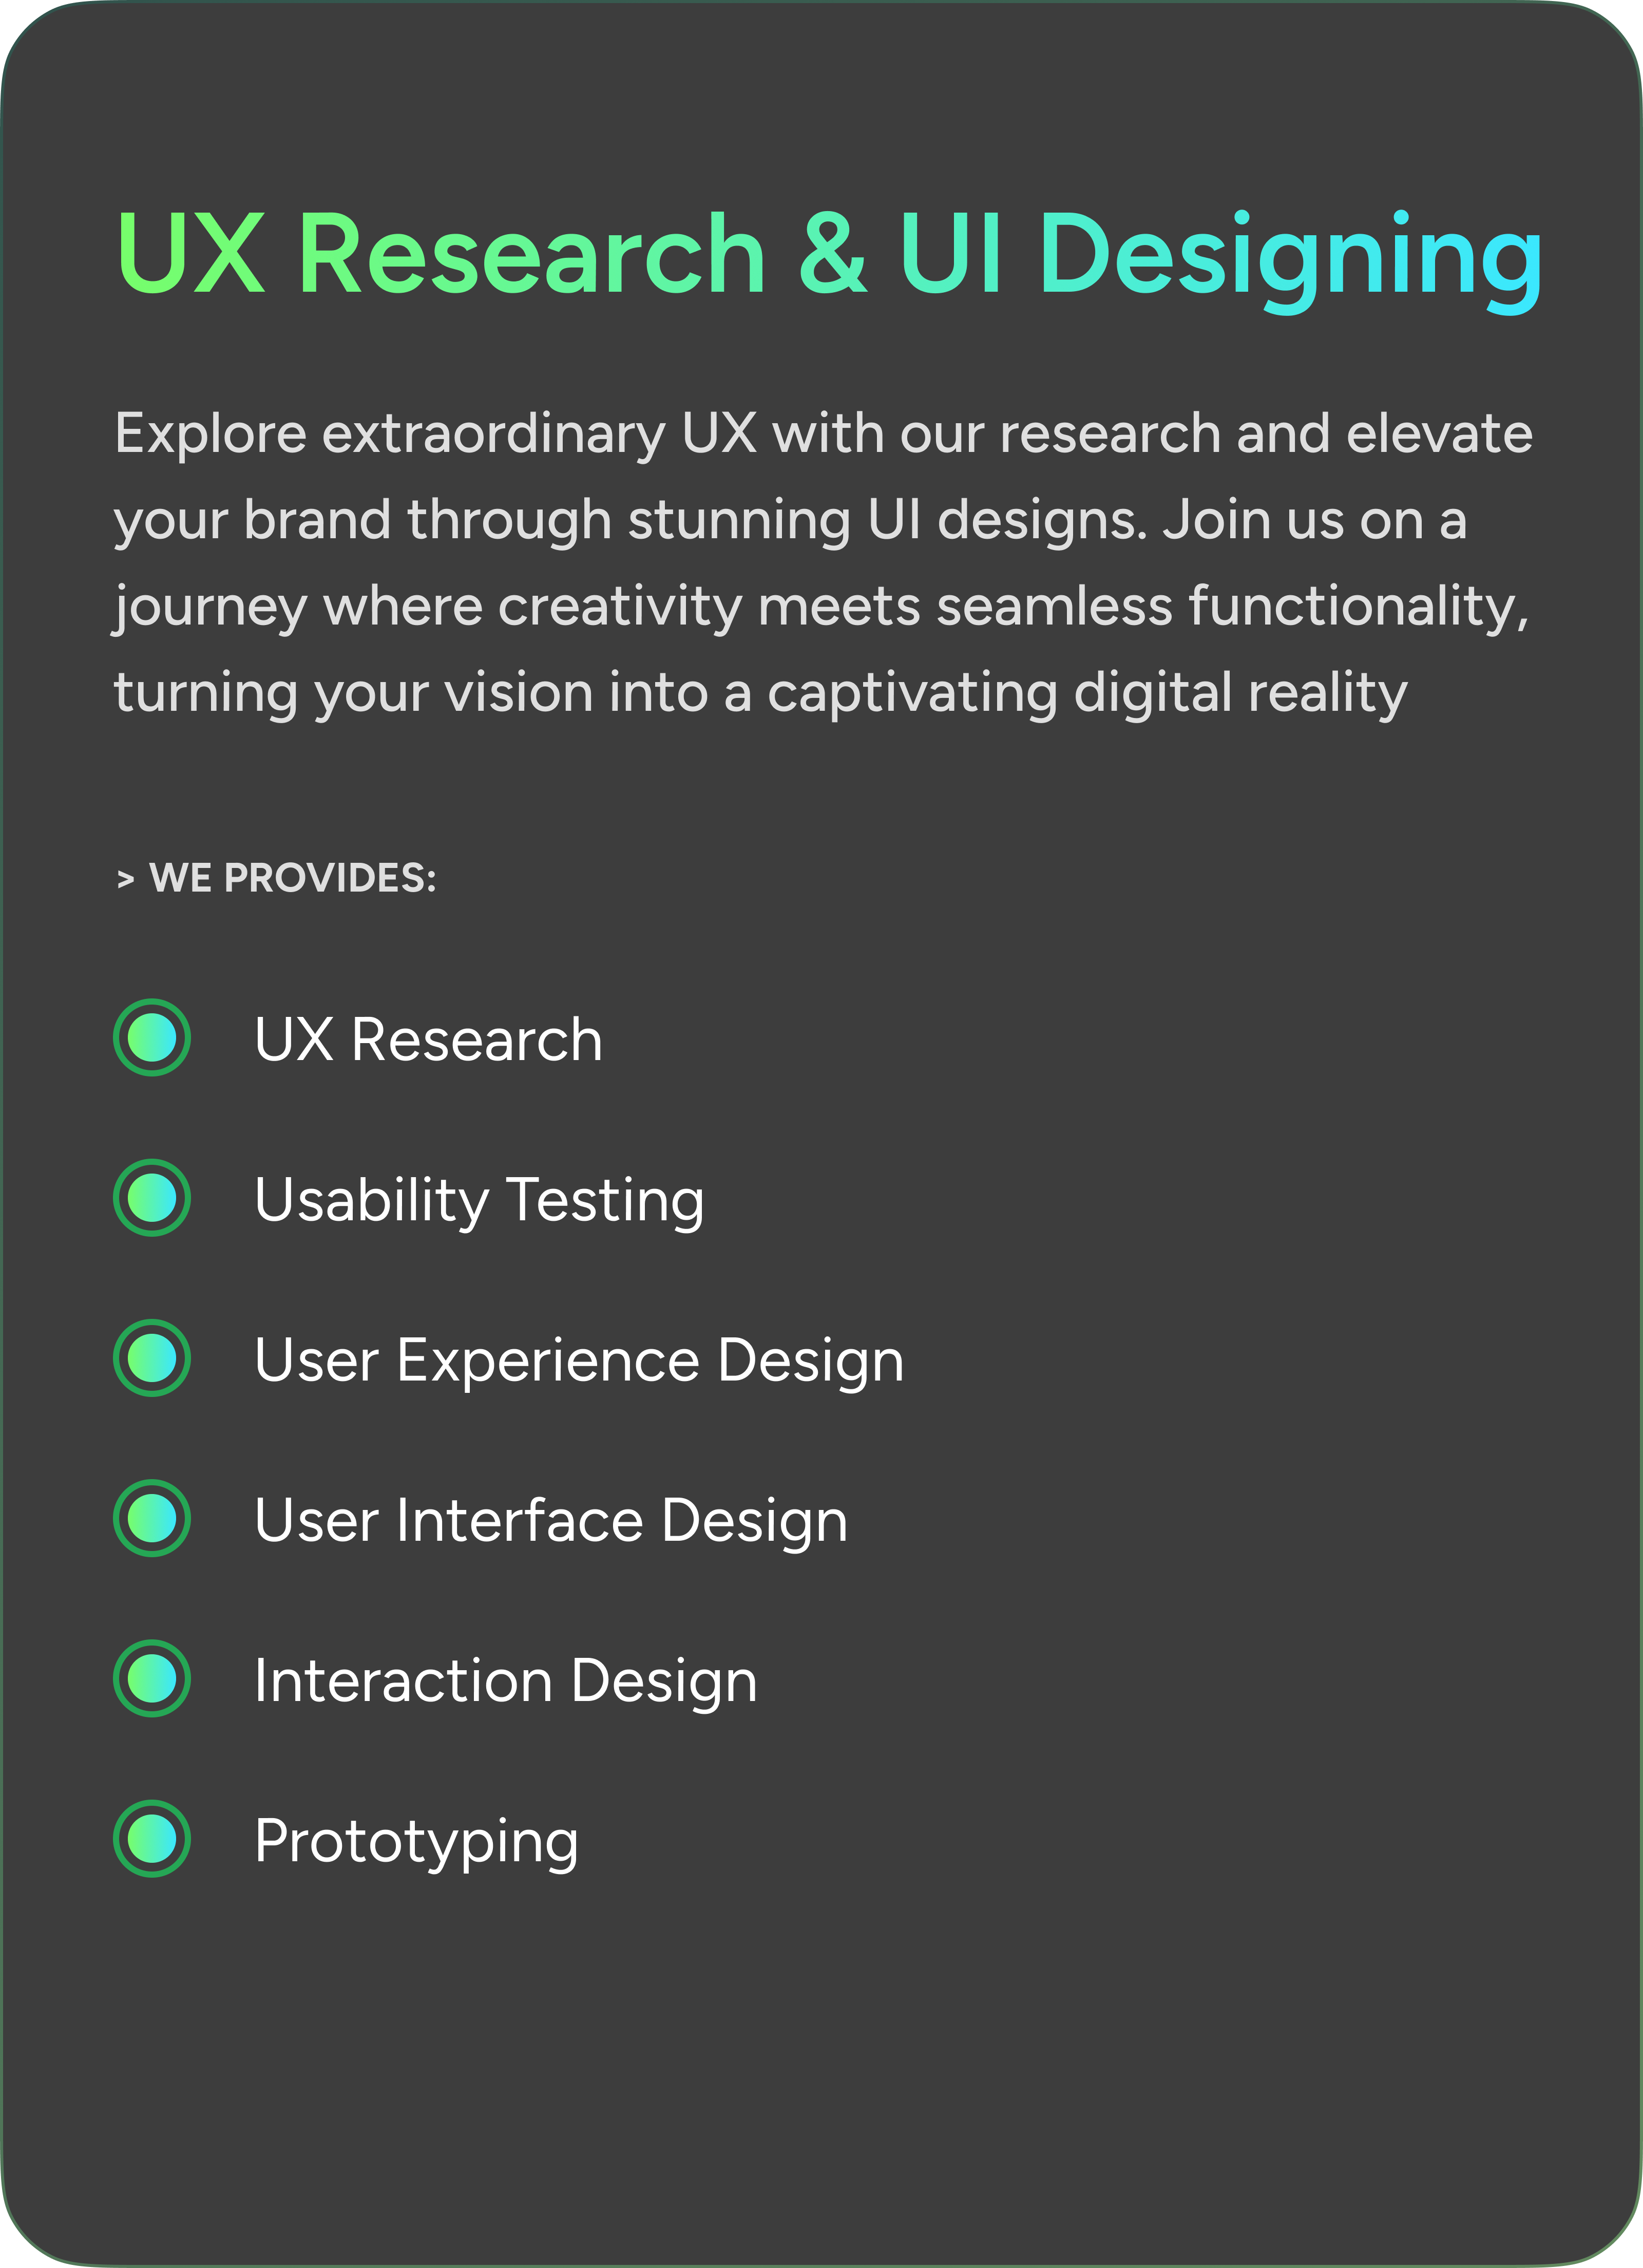 UX Research & UI Designing
Explore extraordinary UX with our research and elevate
your brand through stunning UI designs. Join us on a
journey where creativity meets seamless functionality,
turning your vision into a captivating digital reality
> WE PROVIDES:
UX Research
Usability Testing
User Experience Design
User Interface Design
Interaction Design
Prototyping